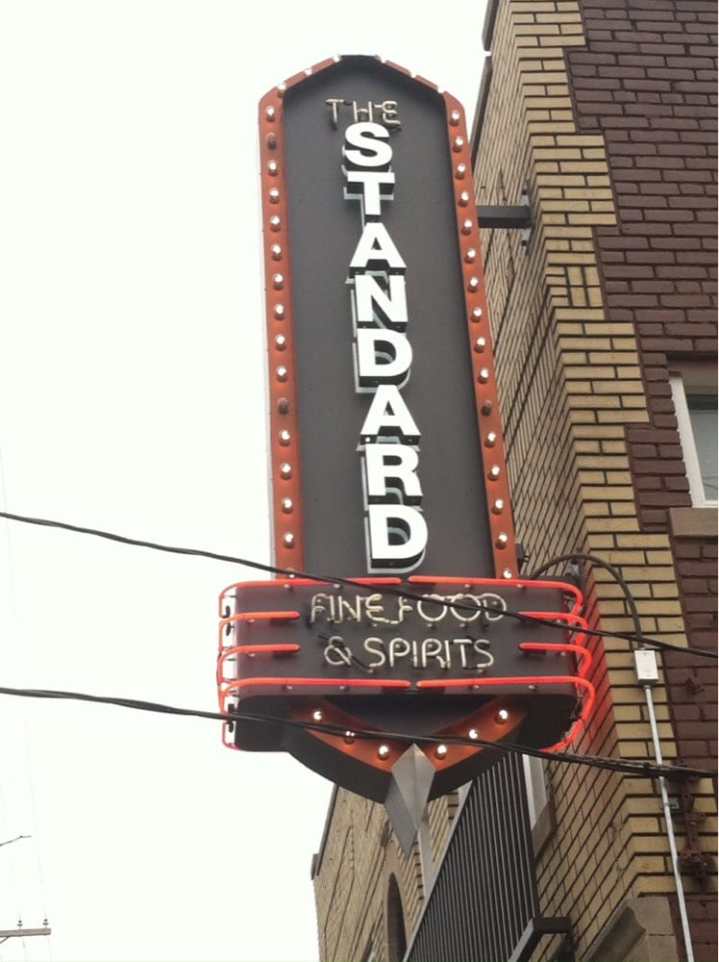 THE
STANDARD
FINE FOOD
& SPIRITS